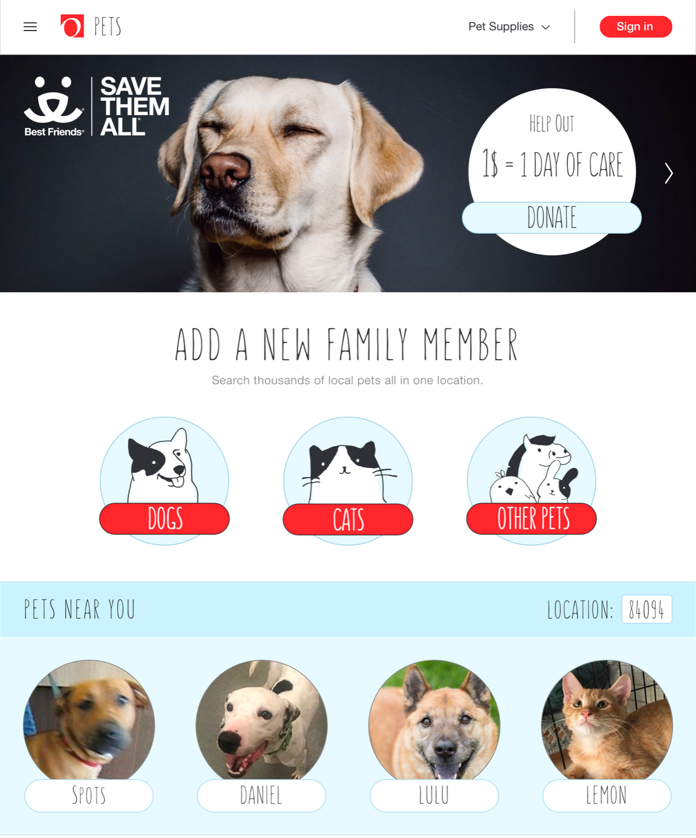 PETS
Pet Supplies
Sign in
SAVE
THEM
ALL
Best Friends
HELP OUT
1$ = 1 DAY OF CARE
DONATE
ADD A NEW FAMILY MEMBER
Search thousands of local pets all in one location.
DOGS
CATS
OTHER PETS
PETS NEAR YOU
LOCATION: 84094
SPOTS
DANIEL
LULU
LEMON